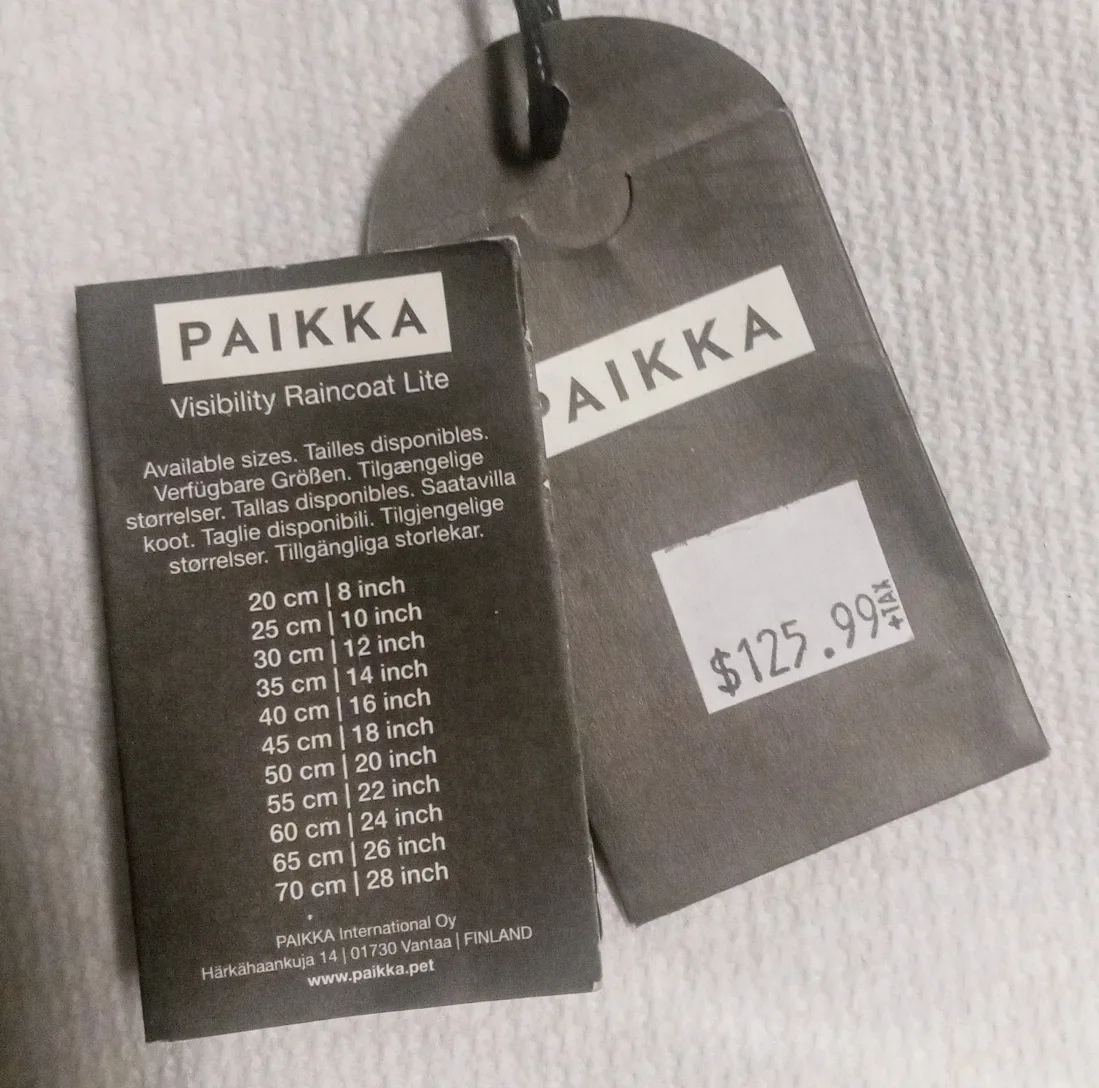 PAIKKA
Visibility Raincoat Lite
Available sizes. Tailles disponibles.
Verfügbare Größen. Tilgængelige
størrelser. Tallas disponibles. Saatavilla
koot. Taglie disponibili. Tilgjengelige
størrelser. Tillgängliga storlekar.
20 cm | 8 inch
25 cm | 10 inch
30 cm | 12 inch
35 cm | 14 inch
40 cm | 16 inch
45 cm | 18 inch
50 cm | 20 inch
55 cm | 22 inch
60 cm | 24 inch
65 cm | 26 inch
70 cm | 28 inch
PAIKKA International Oy
Härkähaankuja 14 | 01730 Vantaa | FINLAND
www.paikka.pet
PAIKKA
$125.99 +TAX